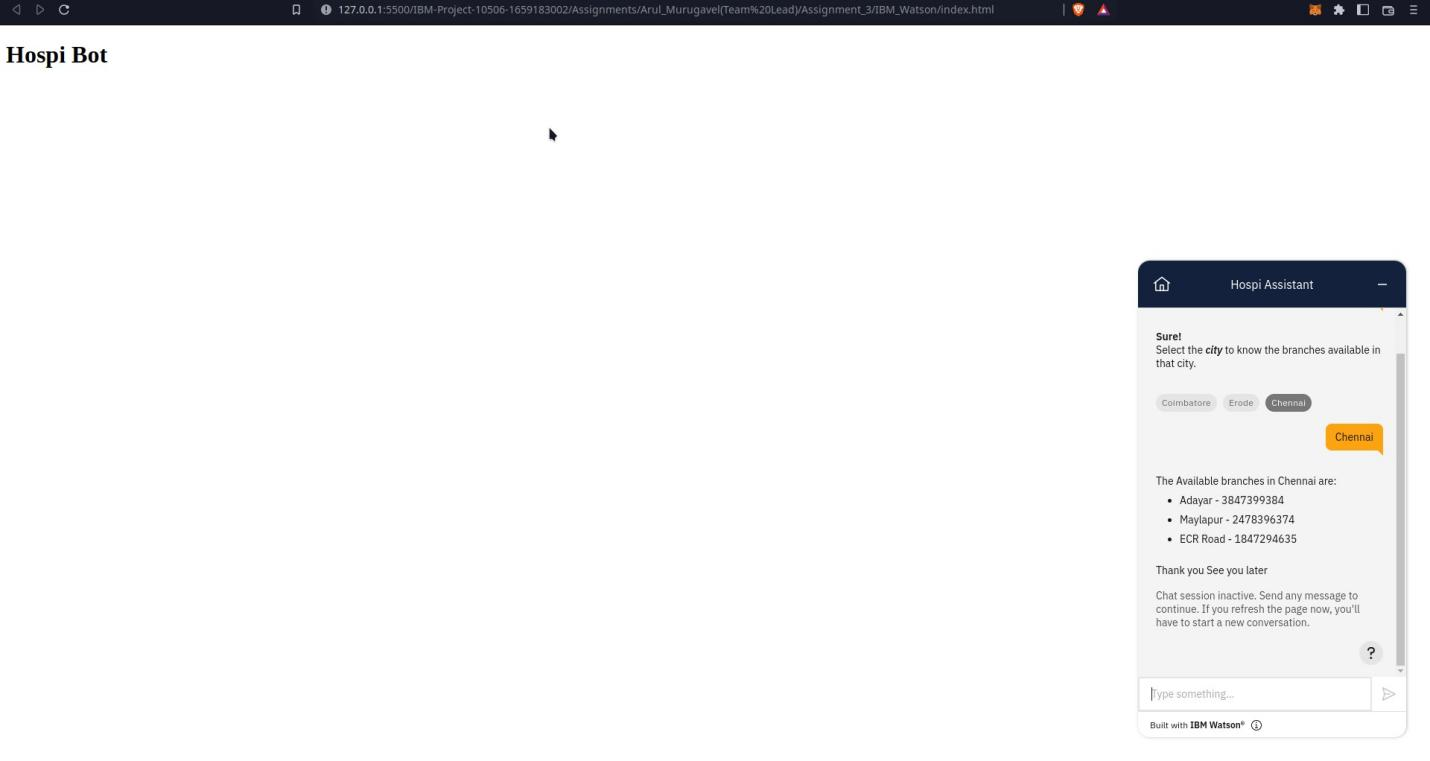 127.0.0.1:5500/IBM-Project-10506-1659183002/Assignments/Arul_Murugavel(Team%20Lead)/Assignment_3/IBM_Watson/index.html
Hospi Bot
Hospi Assistant
Sure!
Select the city to know the branches available in
that city.
Coimbatore Erode Chennai
Chennai
The Available branches in Chennai are:
• Adayar - 3847399384
• Maylapur - 2478396374
• ECR Road - 1847294635
Thank you See you later
Chat session inactive. Send any message to
continue. If you refresh the page now, you'll
have to start a new conversation.
?
Type something...
Built with IBM Watson®